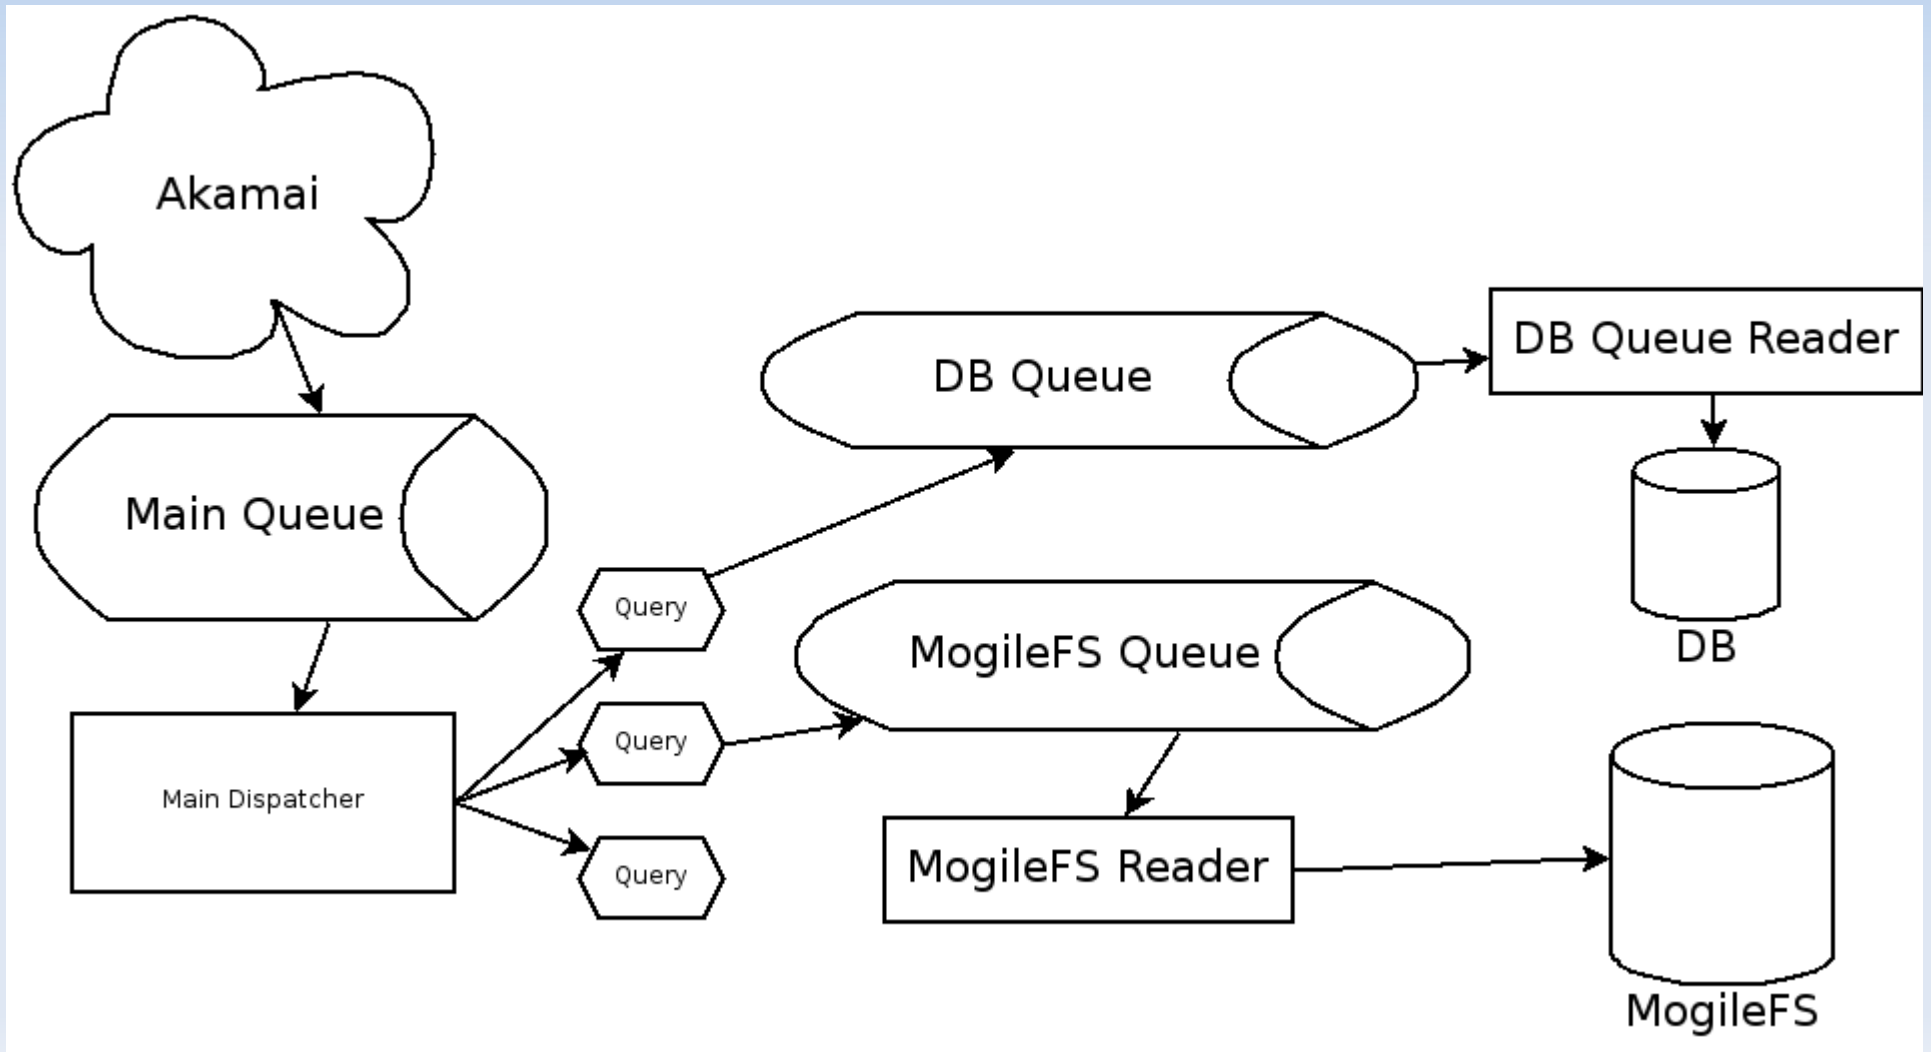 Akamai
Main Queue
Main Dispatcher
Query
Query
Query
DB Queue
DB Queue Reader
DB
MogileFS Queue
MogileFS Reader
MogileFS